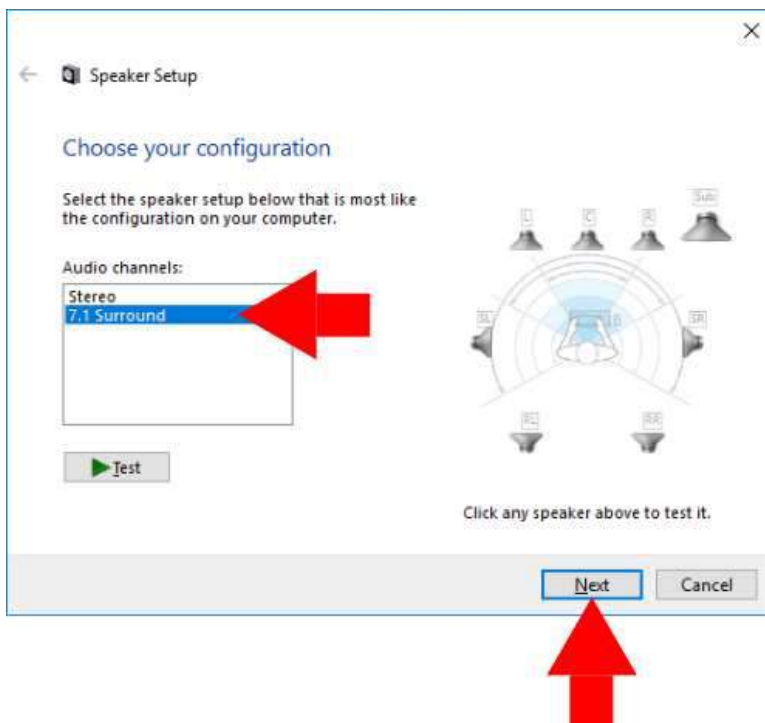 Speaker Setup
Choose your configuration
Select the speaker setup below that is most like
the configuration on your computer.
Audio channels:
Stereo
7.1 Surround
Test
L
C
R
Sub
SL
SR
RL
RR
Click any speaker above to test it.
Next
Cancel